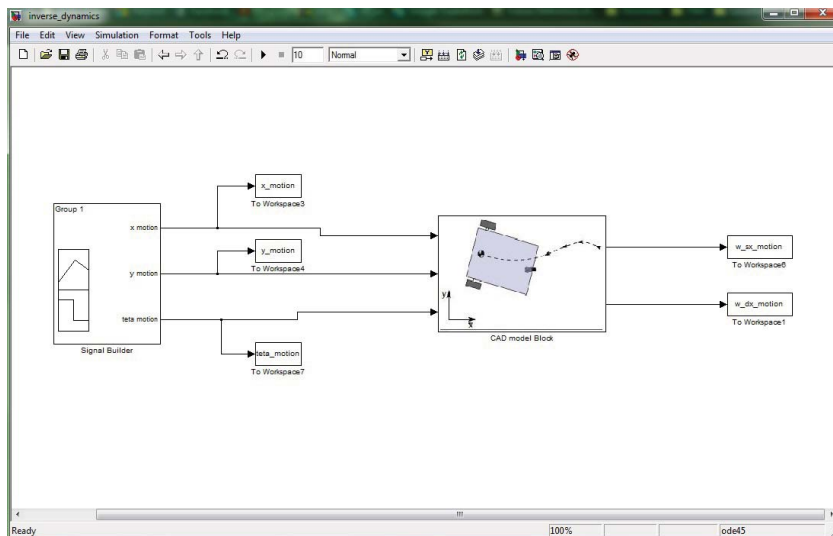 inverse_dynamics
File Edit View Simulation Format Tools Help
10 Normal
Group 1
x motion
y motion
teta motion
Signal Builder
x_motion
To Workspace3
y_motion
To Workspace4
teta_motion
To Workspace7
y
x
CAD model Block
w_sx_motion
To Workspace6
w_dx_motion
To Workspace1
Ready 100% ode45